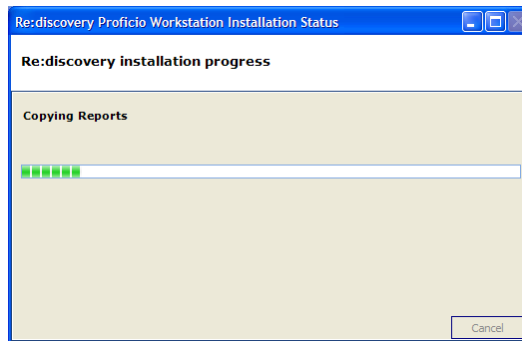 Re:discovery Proficio Workstation Installation Status
Re:discovery installation progress
Copying Reports
Cancel